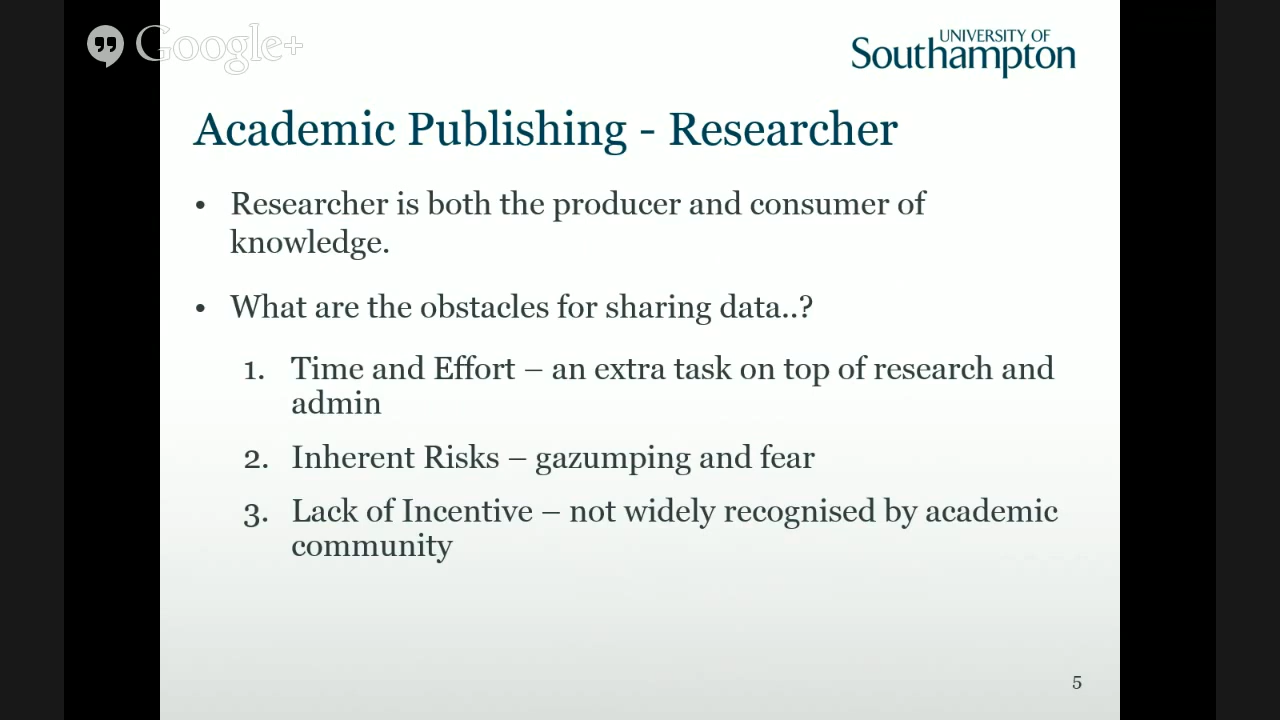 Google+
UNIVERSITY OF
Southampton
Academic Publishing - Researcher
• Researcher is both the producer and consumer of
knowledge.
• What are the obstacles for sharing data..?
1. Time and Effort – an extra task on top of research and
admin
2. Inherent Risks – gazumping and fear
3. Lack of Incentive – not widely recognised by academic
community
5